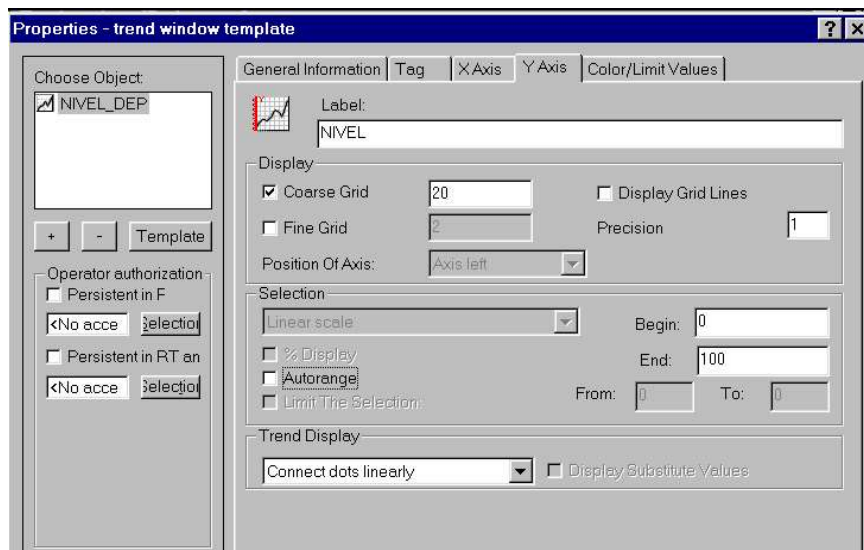 Properties - trend window template
? x
Choose Object:
NIVEL_DEP
+ - Template
Operator authorization
Persistent in F
<No acce Selection
Persistent in RT an
<No acce Selection
General Information Tag X Axis Y Axis Color/Limit Values
Label:
NIVEL
Display
Coarse Grid 20 Display Grid Lines
Fine Grid 2 Precision 1
Position Of Axis: Axis left
Selection
Linear scale Begin: 0
% Display End: 100
Autorange
Limit The Selection: From: 0 To: 0
Trend Display
Connect dots linearly Display Substitute Values